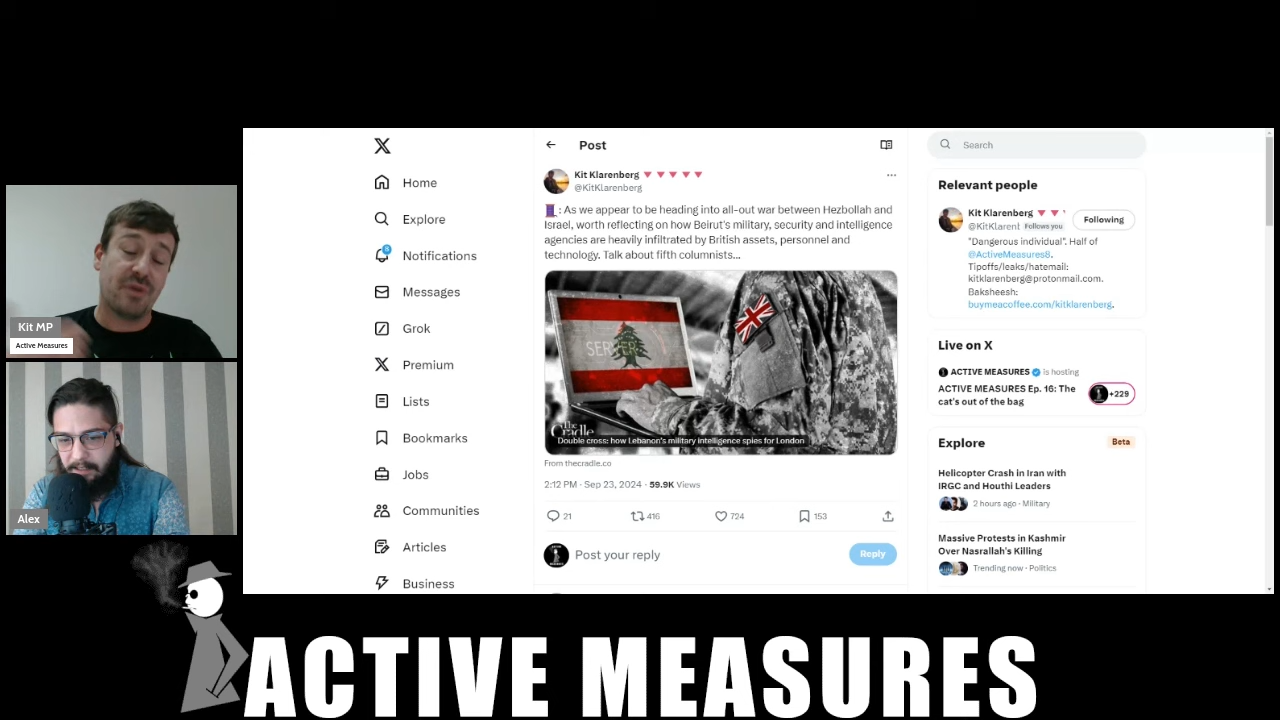 Kit MP
Active Measures
Alex
Home
Explore
Notifications
Messages
Grok
Premium
Lists
Bookmarks
Jobs
Communities
Articles
Business
Post
Kit Klarenberg
@KitKlarenberg
: As we appear to be heading into all-out war between Hezbollah and
Israel, worth reflecting on how Beirut's military, security and intelligence
agencies are heavily infiltrated by British assets, personnel and
technology. Talk about fifth columnists...
SERVER
The Cradle
Double cross: how Lebanon's military intelligence spies for London
From thecradle.co
2:12 PM · Sep 23, 2024 · 59.9K Views
21 416 724 153
Post your reply
Reply
Search
Relevant people
Kit Klarenberg
@KitKlarent Follows you
Following
"Dangerous individual". Half of
@ActiveMeasures8.
Tipoffs/leaks/hatemail:
kitklarenberg@protonmail.com.
Baksheesh:
buymeacoffee.com/kitklarenberg.
Live on X
ACTIVE MEASURES is hosting
ACTIVE MEASURES Ep. 16: The
cat's out of the bag
+229
Explore
Beta
Helicopter Crash in Iran with
IRGC and Houthi Leaders
2 hours ago · Military
Massive Protests in Kashmir
Over Nasrallah's Killing
Trending now · Politics
ACTIVE MEASURES